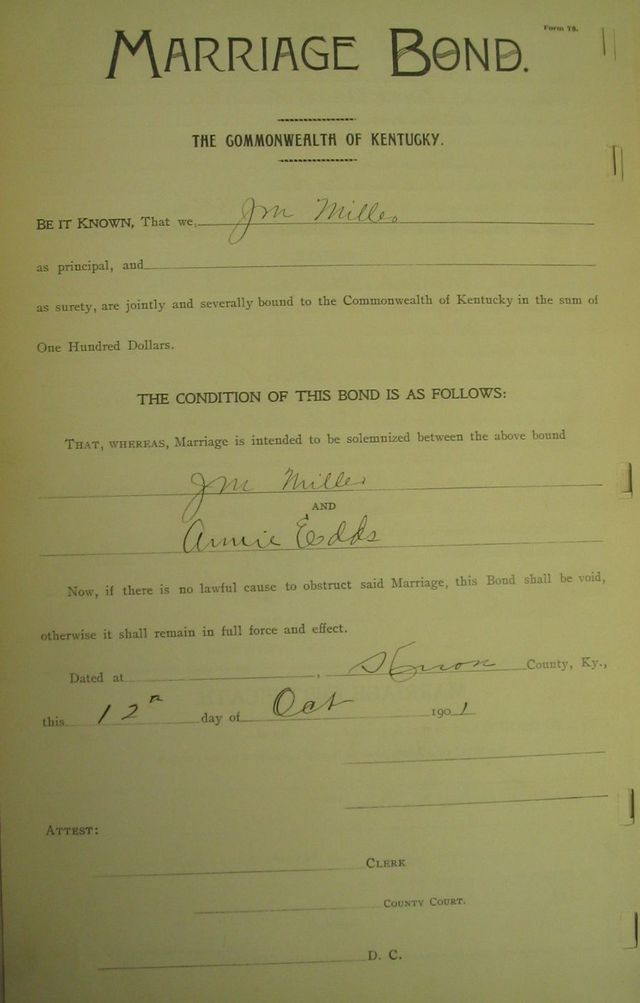 Form 78.
MARRIAGE BOND.
THE COMMONWEALTH OF KENTUCKY.
BE IT KNOWN, That we, Jm Miller
as principal, and
as surety, are jointly and severally bound to the Commonwealth of Kentucky in the sum of
One Hundred Dollars.
THE CONDITION OF THIS BOND IS AS FOLLOWS:
THAT, WHEREAS, Marriage is intended to be solemnized between the above bound
Jm Miller
AND
Annie Edds
Now, if there is no lawful cause to obstruct said Marriage, this Bond shall be void,
otherwise it shall remain in full force and effect.
Dated at , County, Ky.,
this 12th day of Oct 1901
ATTEST:
CLERK
COUNTY COURT.
D. C.